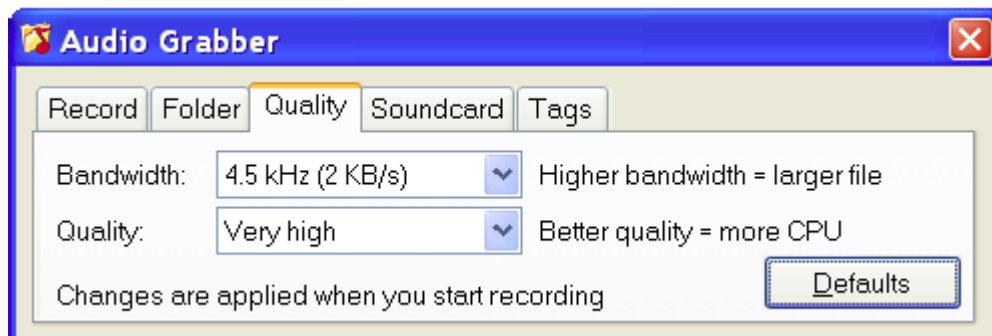 Audio Grabber
Record Folder Quality Soundcard Tags
Bandwidth: 4.5 kHz (2 KB/s) Higher bandwidth = larger file
Quality: Very high Better quality = more CPU
Defaults
Changes are applied when you start recording